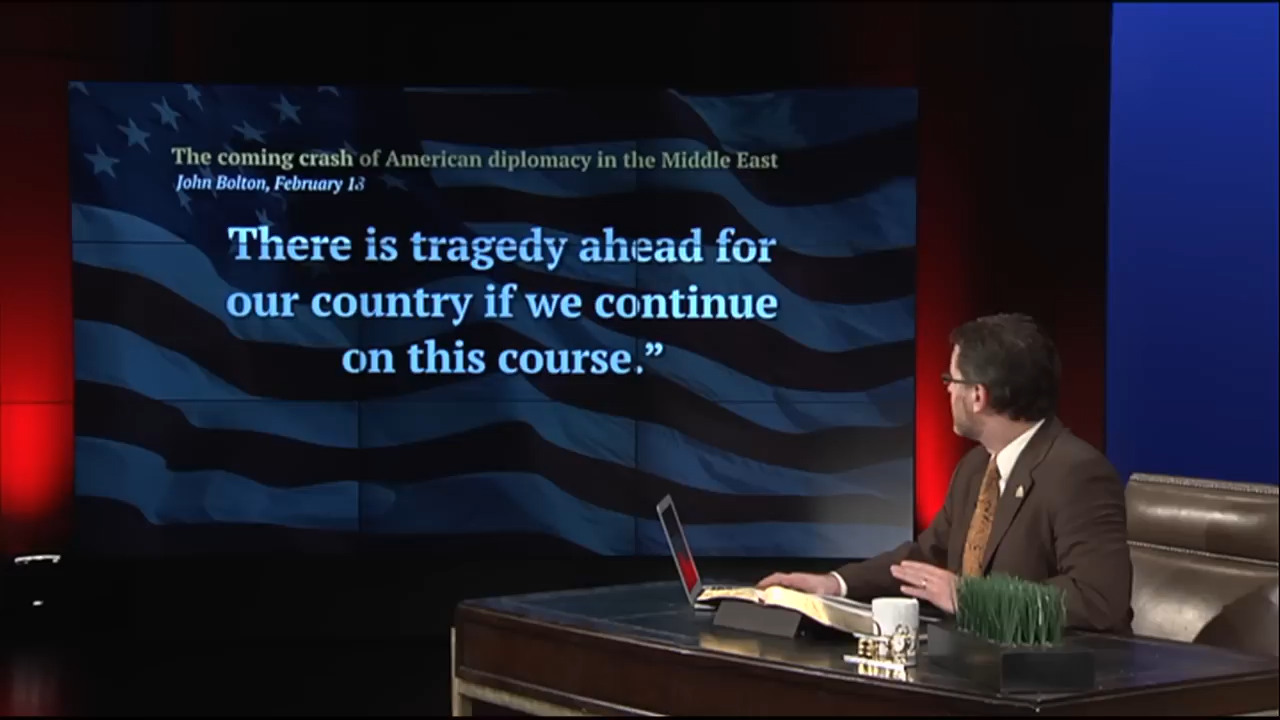 The coming crash of American diplomacy in the Middle East
John Bolton, February 18
There is tragedy ahead for
our country if we continue
on this course.”